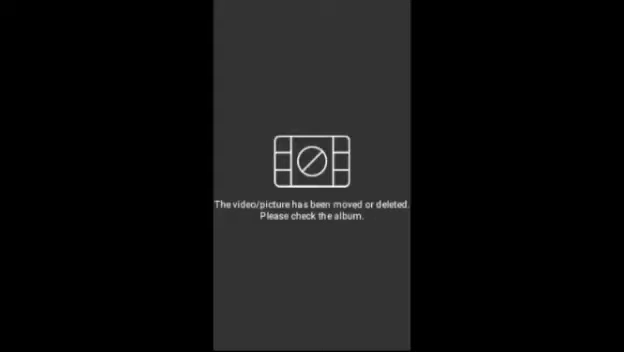 The video/picture has been moved or deleted.
Please check the album.